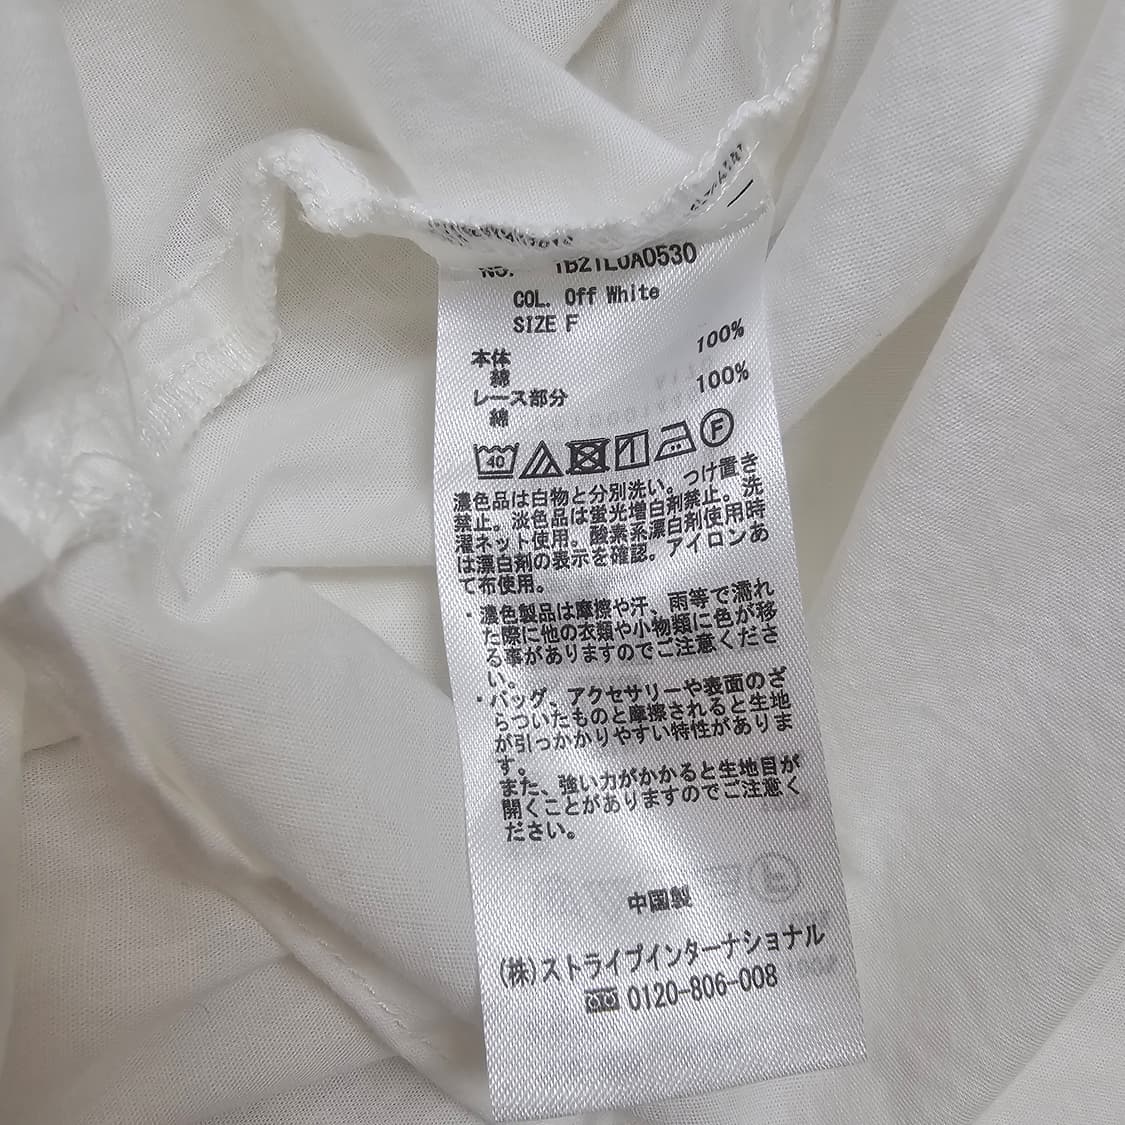 NO. 1B21L0A0530
COL. Off White
SIZE F
本体
綿 100%
レース部分
綿 100%
40
F
濃色品は白物と分別洗い。つけ置き
禁止。淡色品は蛍光増白剤禁止。洗
濯ネット使用。酸素系漂白剤使用時
は漂白剤の表示を確認。アイロンあ
て布使用。
・濃色製品は摩擦や汗、雨等で濡れ
た際に他の衣類や小物類に色が移
る事がありますのでご注意くださ
い。
・バッグ、アクセサリーや表面のざ
らついたものと摩擦されると生地
が引っかかりやすい特性がありま
す。
また、強い力がかかると生地目が
開くことがありますのでご注意く
ださい。
中国製
(株)ストライプインターナショナル
0120-806-008